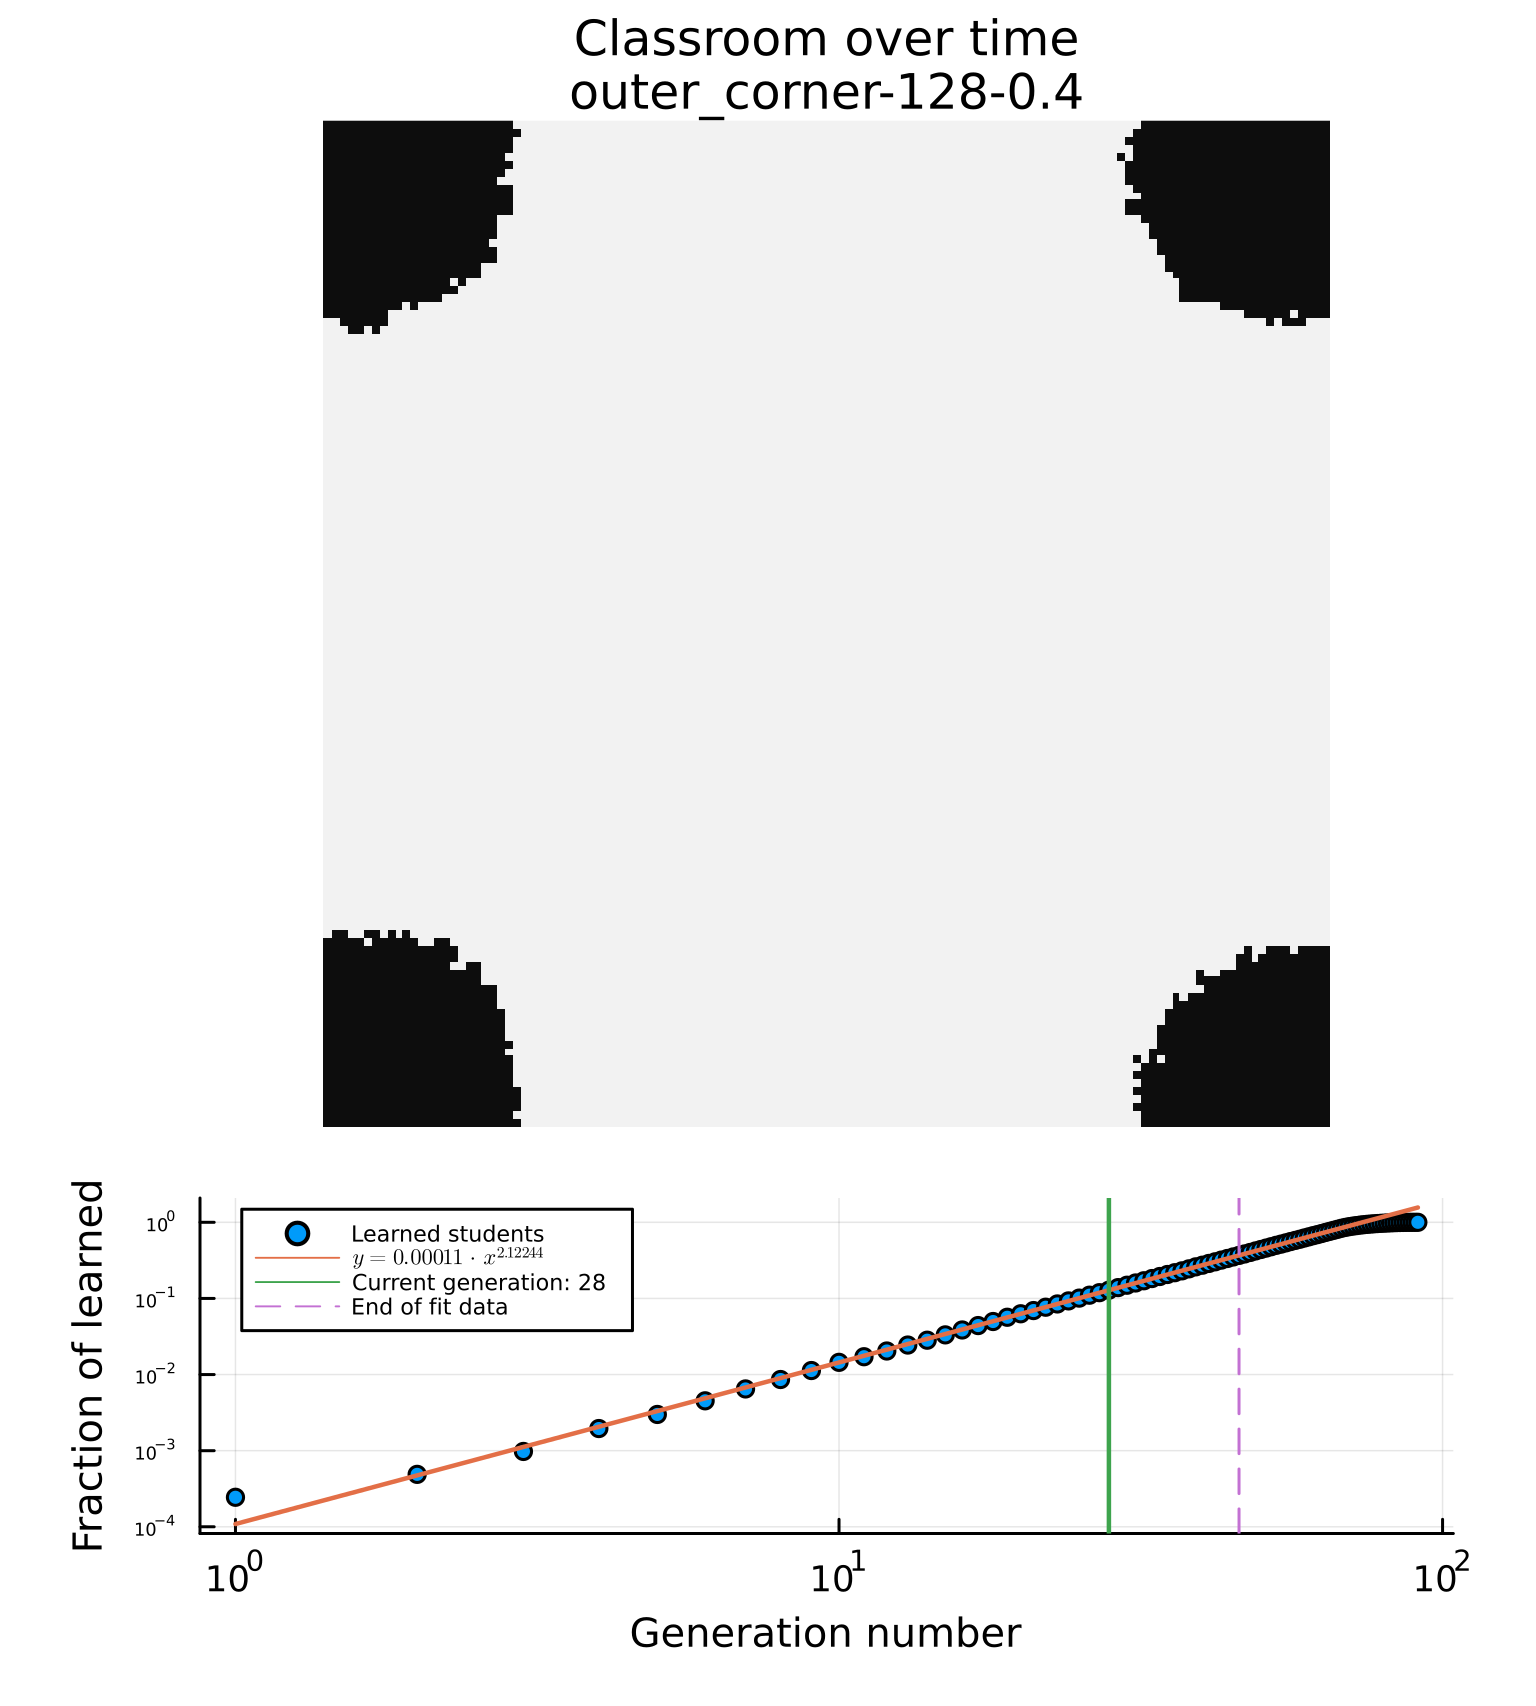 Classroom over time
outer_corner-128-0.4
Fraction of learned
10^0
10^-1
10^-2
10^-3
10^-4
Learned students
y = 0.00011 · x^2.12244
Current generation: 28
End of fit data
10^0 10^1 10^2
Generation number